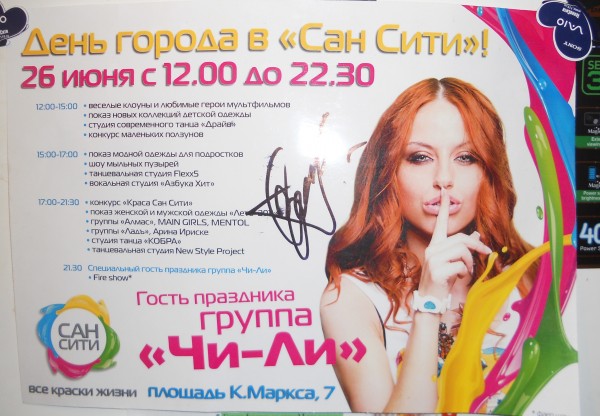 День города в «Сан Сити»!
26 июня с 12.00 до 22.30
12:00-15:00 • веселые клоуны и любимые герои мультфильмов
• показ новых коллекций детской одежды
• студия современного танца «Драйв»
• конкурс маленьких ползунов
15:00-17:00 • показ модной одежды для подростков
• шоу мыльных пузырей
• танцевальная студия FlexxS
• вокальная студия «Азбука Хит»
17:00-21:30 • конкурс «Краса Сан Сити»
• показ женской и мужской одежды
• группы «Алмас», MAIN GIRLS, MENTOL
• группы «Ладь», Арина Ириске
• студия танца «КОБРА»
• танцевальная студия New Style Project
21:30 Специальный гость праздника группа «Чи-Ли»
• Fire show*
Гость праздника
группа
«Чи-Ли»
САН
СИТИ
все краски жизни площадь К.Маркса, 7
SONY
VAIO